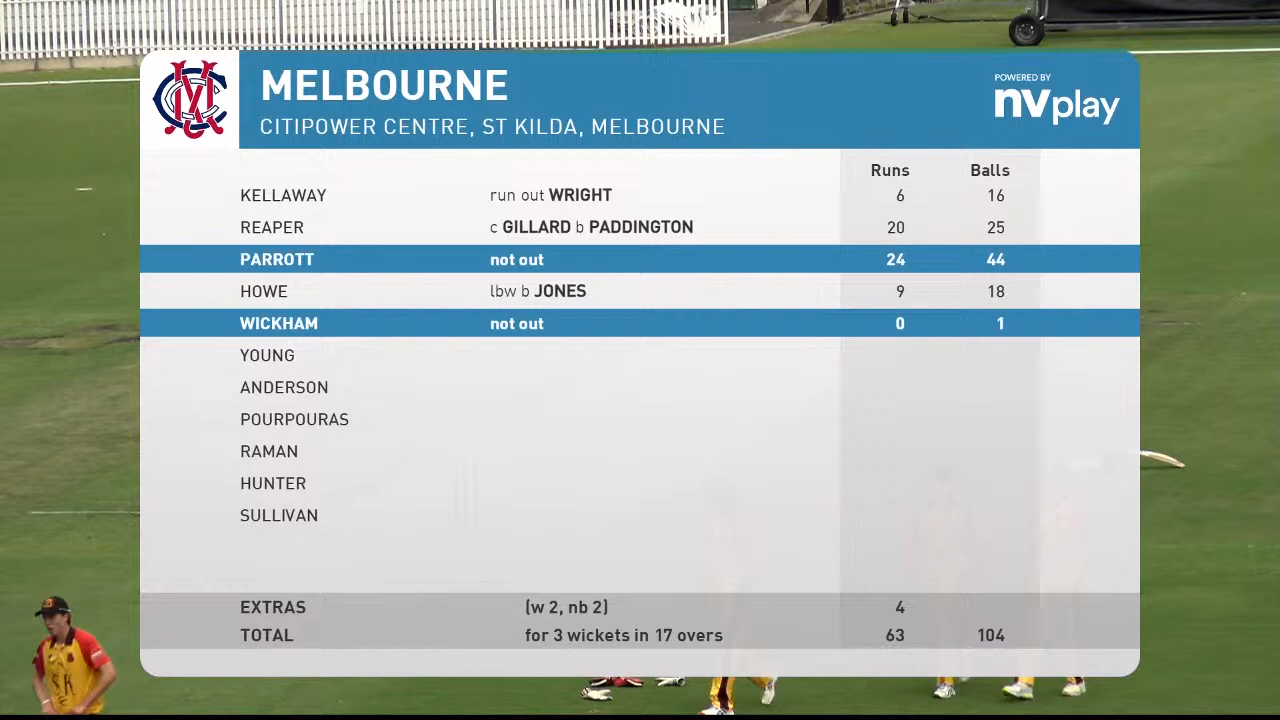 MELBOURNE
CITIPOWER CENTRE, ST KILDA, MELBOURNE
POWERED BY
nvplay
Runs Balls
KELLAWAY run out WRIGHT 6 16
REAPER c GILLARD b PADDINGTON 20 25
PARROTT not out 24 44
HOWE lbw b JONES 9 18
WICKHAM not out 0 1
YOUNG
ANDERSON
POURPOURAS
RAMAN
HUNTER
SULLIVAN
EXTRAS (w 2, nb 2) 4
TOTAL for 3 wickets in 17 overs 63 104
SK